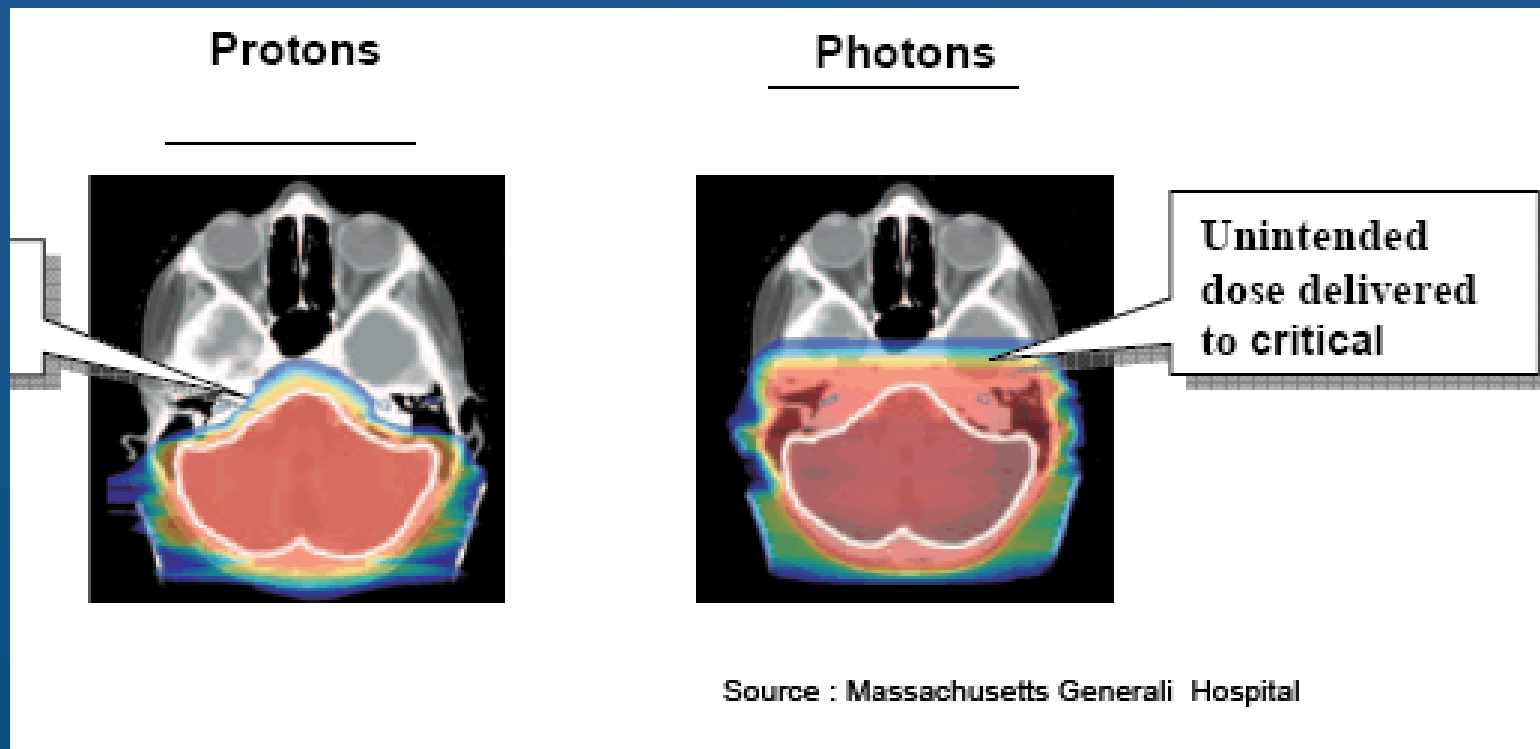 Protons
Photons
Unintended
dose delivered
to critical
Source : Massachusetts Generali Hospital